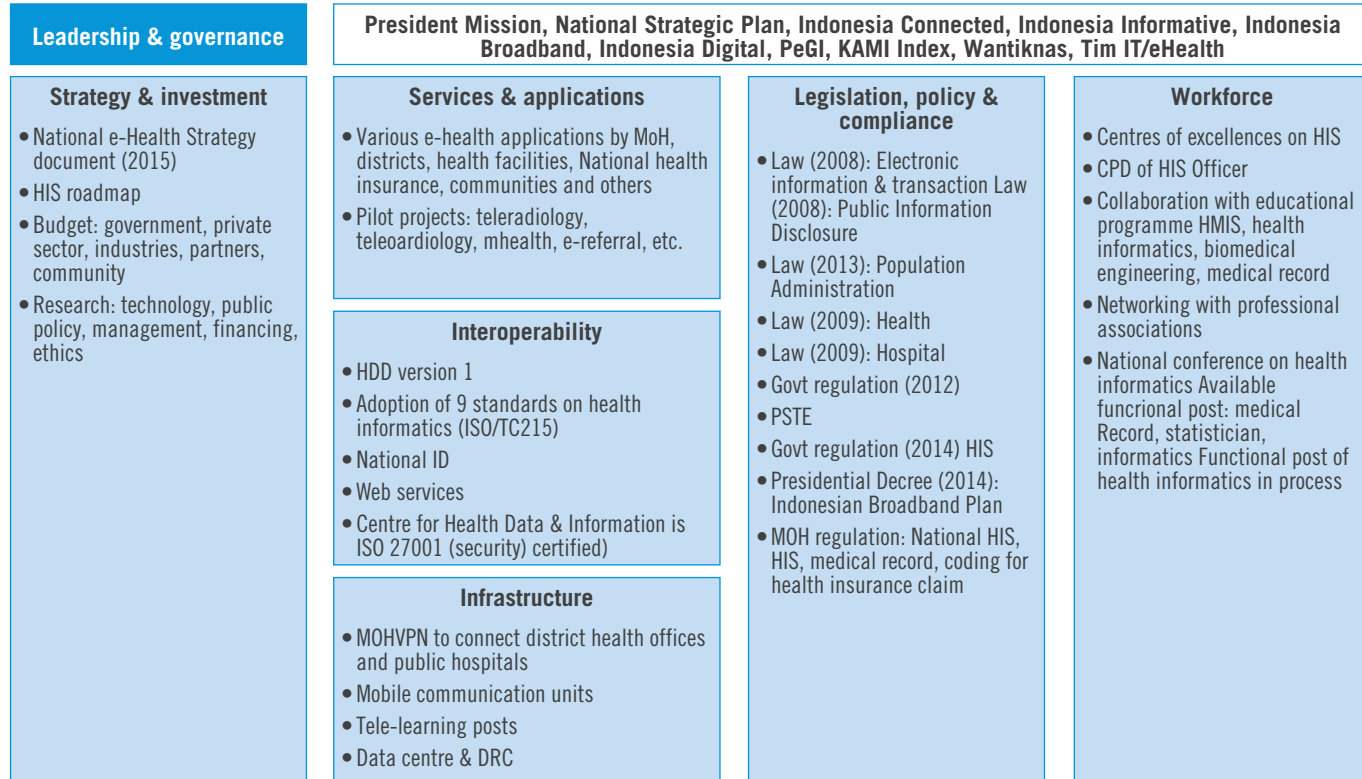 Leadership & governance
President Mission, National Strategic Plan, Indonesia Connected, Indonesia Informative, Indonesia
Broadband, Indonesia Digital, PeGI, KAMI Index, Wantiknas, Tim IT/eHealth
Strategy & investment
• National e-Health Strategy
document (2015)
• HIS roadmap
• Budget: government, private
sector, industries, partners,
community
• Research: technology, public
policy, management, financing,
ethics
Services & applications
• Various e-health applications by MoH,
districts, health facilities, National health
insurance, communities and others
• Pilot projects: teleradiology,
teleoardiology, mhealth, e-referral, etc.
Interoperability
• HDD version 1
• Adoption of 9 standards on health
informatics (ISO/TC215)
• National ID
• Web services
• Centre for Health Data & Information is
ISO 27001 (security) certified)
Infrastructure
• MOHVPN to connect district health offices
and public hospitals
• Mobile communication units
• Tele-learning posts
• Data centre & DRC
Legislation, policy &
compliance
• Law (2008): Electronic
information & transaction Law
(2008): Public Information
Disclosure
• Law (2013): Population
Administration
• Law (2009): Health
• Law (2009): Hospital
• Govt regulation (2012)
• PSTE
• Govt regulation (2014) HIS
• Presidential Decree (2014):
Indonesian Broadband Plan
• MOH regulation: National HIS,
HIS, medical record, coding for
health insurance claim
Workforce
• Centres of excellences on HIS
• CPD of HIS Officer
• Collaboration with educational
programme HMIS, health
informatics, biomedical
engineering, medical record
• Networking with professional
associations
• National conference on health
informatics Available
funcrional post: medical
Record, statistician,
informatics Functional post of
health informatics in process